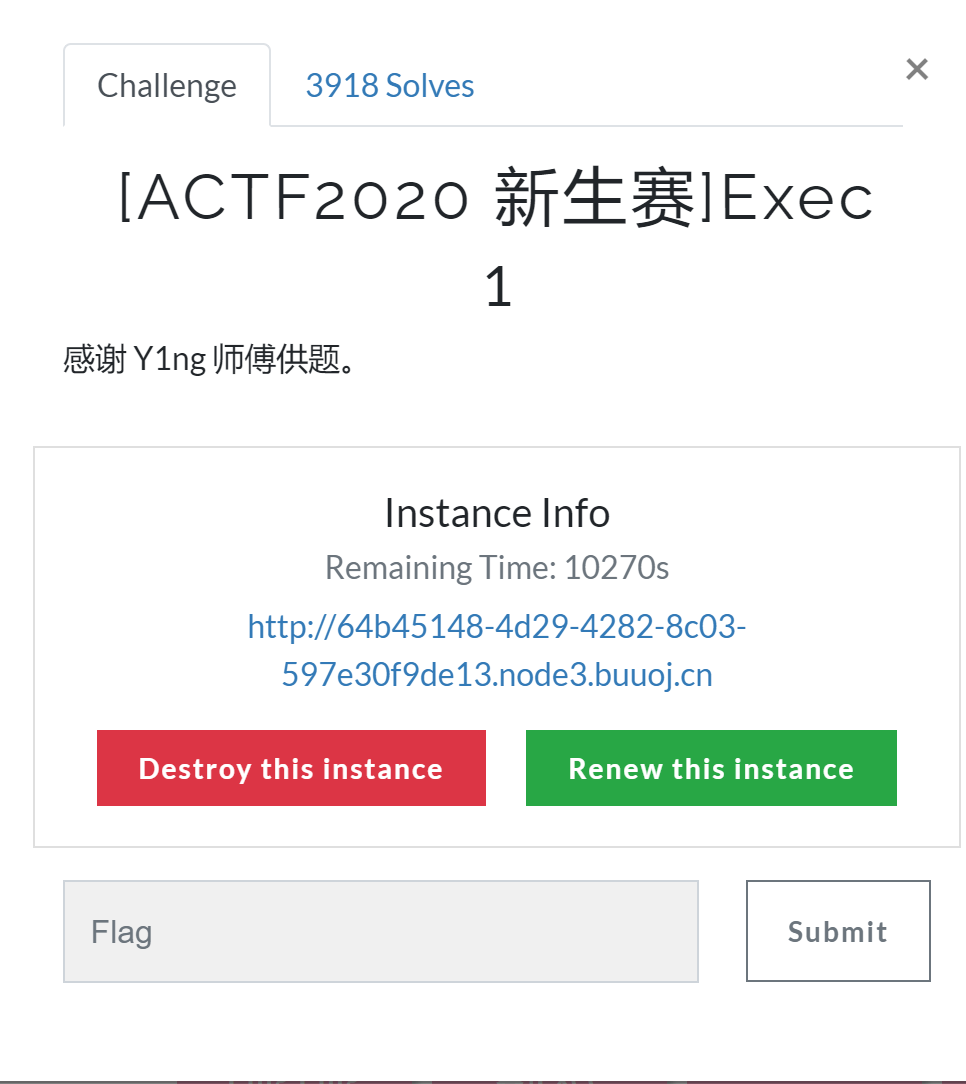 Challenge
3918 Solves
×
[ACTF2020 新生赛]Exec
1
感谢 Y1ng 师傅供题。
Instance Info
Remaining Time: 10270s
http://64b45148-4d29-4282-8c03-
597e30f9de13.node3.buuoj.cn
Destroy this instance
Renew this instance
Flag
Submit